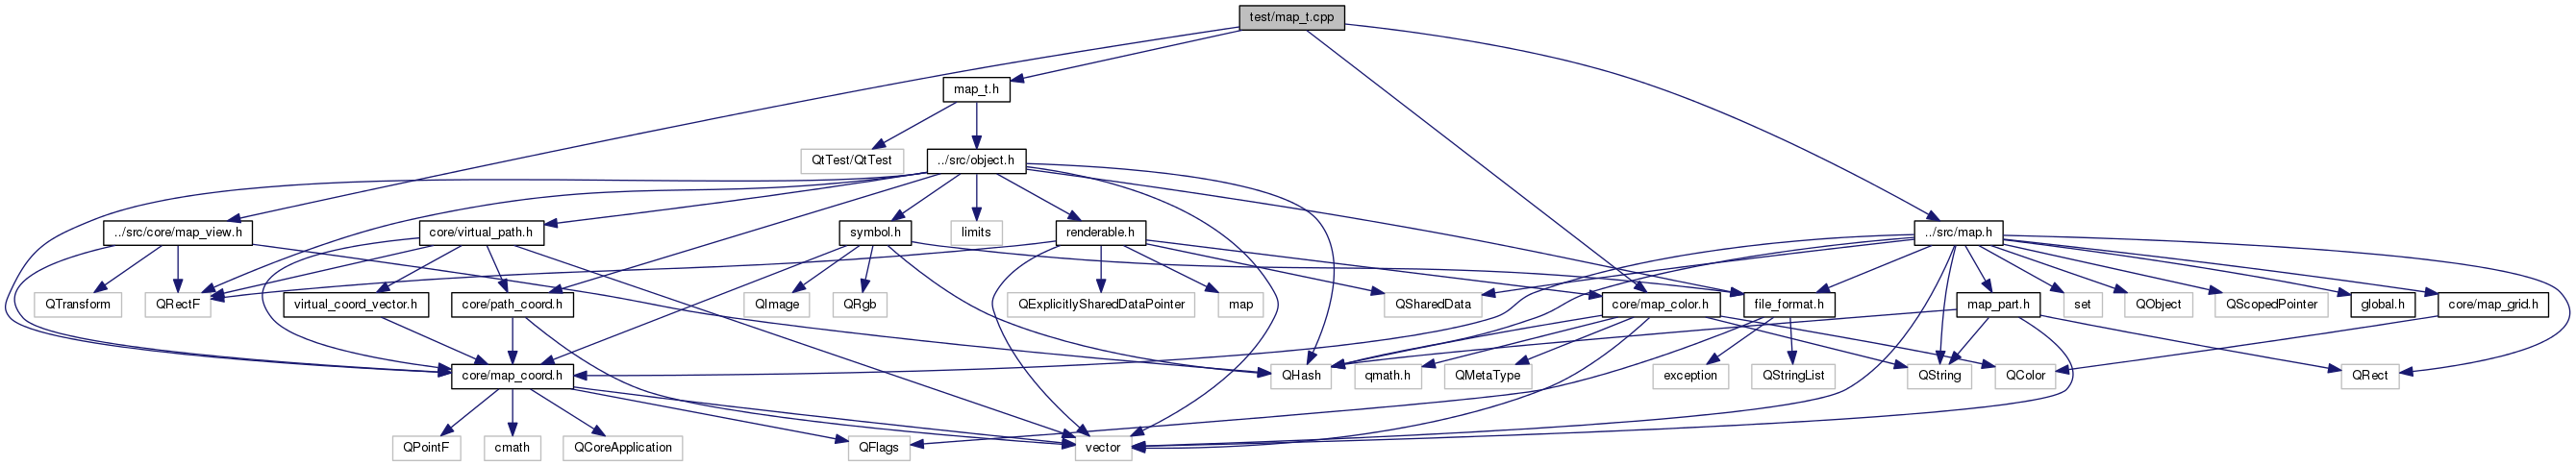 test/map_t.cpp
map_t.h
QtTest/QtTest
../src/object.h
../src/core/map_view.h
core/virtual_path.h
symbol.h
limits
renderable.h
../src/map.h
QTransform
QRectF
virtual_coord_vector.h
core/path_coord.h
QImage
QRgb
QExplicitlySharedDataPointer
map
QSharedData
core/map_color.h
file_format.h
map_part.h
set
QObject
QScopedPointer
global.h
core/map_grid.h
core/map_coord.h
QHash
qmath.h
QMetaType
exception
QStringList
QString
QColor
QRect
QPointF
cmath
QCoreApplication
QFlags
vector